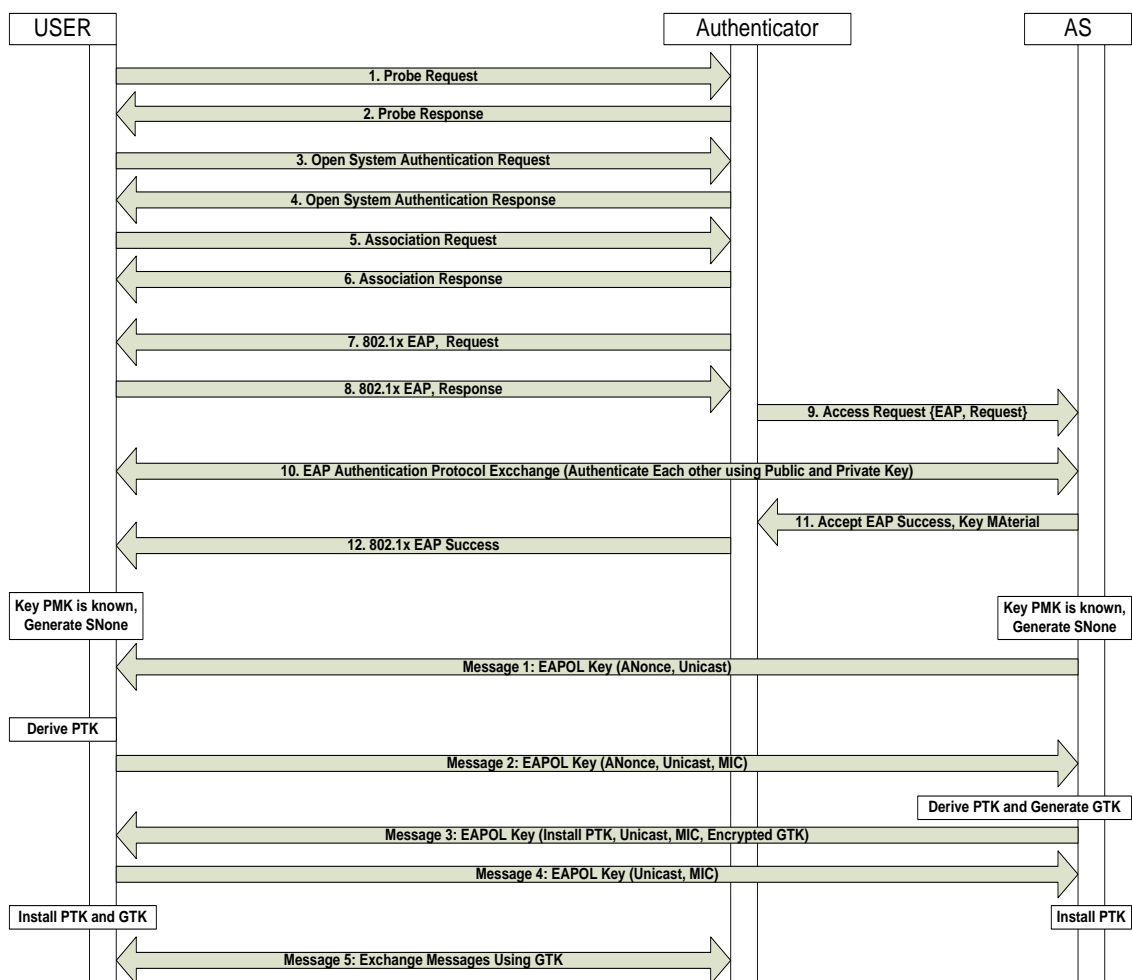 USER
Authenticator
AS
1. Probe Request
2. Probe Response
3. Open System Authentication Request
4. Open System Authentication Response
5. Association Request
6. Association Response
7. 802.1x EAP, Request
8. 802.1x EAP, Response
9. Access Request {EAP, Request}
10. EAP Authentication Protocol Excchange (Authenticate Each other using Public and Private Key)
11. Accept EAP Success, Key MAterial
12. 802.1x EAP Success
Key PMK is known,
Generate SNone
Key PMK is known,
Generate SNone
Message 1: EAPOL Key (ANonce, Unicast)
Derive PTK
Message 2: EAPOL Key (ANonce, Unicast, MIC)
Derive PTK and Generate GTK
Message 3: EAPOL Key (Install PTK, Unicast, MIC, Encrypted GTK)
Message 4: EAPOL Key (Unicast, MIC)
Install PTK and GTK
Install PTK
Message 5: Exchange Messages Using GTK